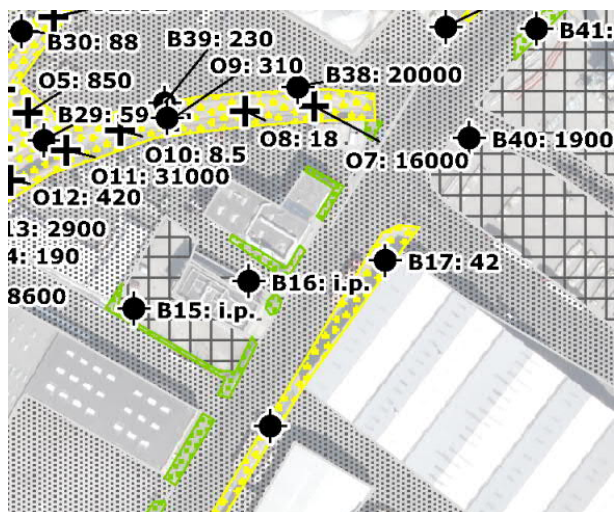 B30: 88
B39: 230
B41:
O9: 310
B38: 20000
O5: 850
B29: 59
O8: 18
B40: 1900
O10: 8.5
O7: 16000
O11: 31000
O12: 420
13: 2900
4: 190
B17: 42
B16: i.p.
8600
B15: i.p.